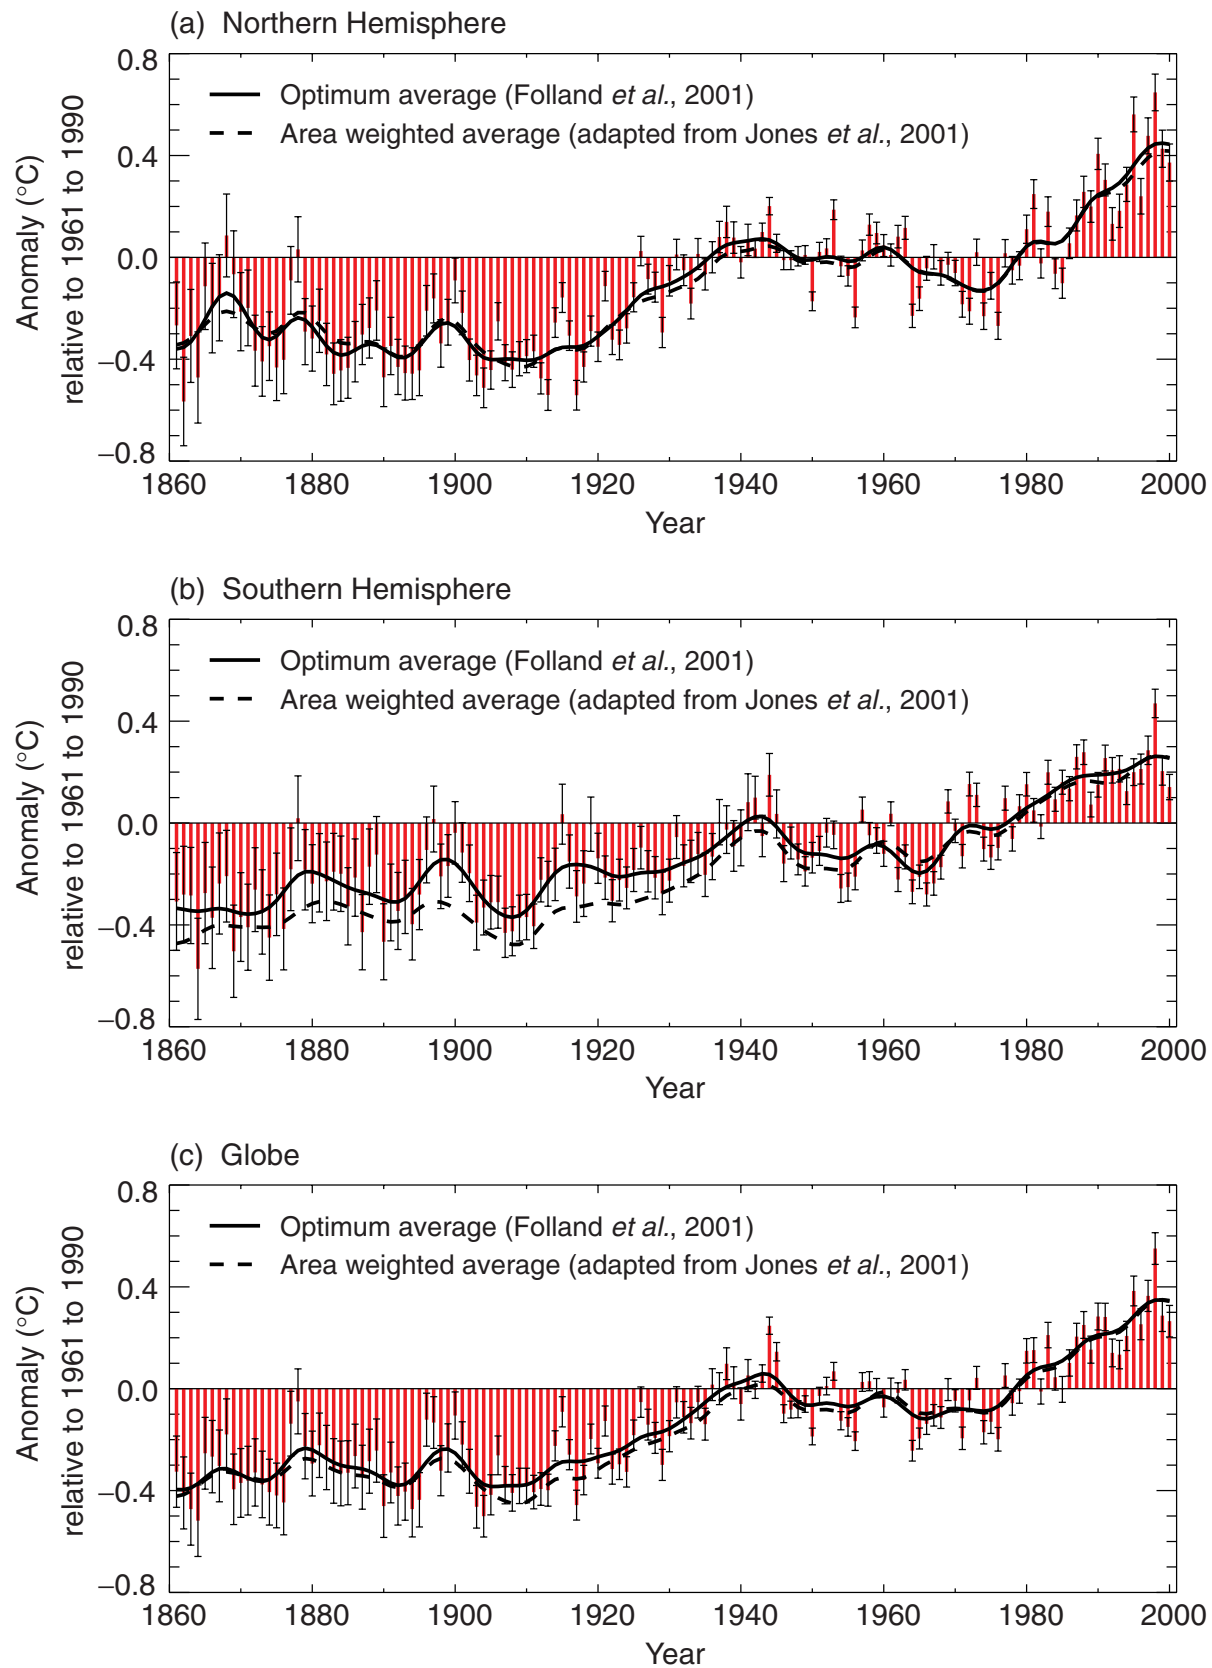 (a) Northern Hemisphere
0.8
Optimum average (Folland et al., 2001)
Area weighted average (adapted from Jones et al., 2001)
0.4
0.0
−0.4
−0.8
Anomaly (°C)
relative to 1961 to 1990
1860 1880 1900 1920 1940 1960 1980 2000
Year
(b) Southern Hemisphere
0.8
Optimum average (Folland et al., 2001)
Area weighted average (adapted from Jones et al., 2001)
0.4
0.0
−0.4
−0.8
Anomaly (°C)
relative to 1961 to 1990
1860 1880 1900 1920 1940 1960 1980 2000
Year
(c) Globe
0.8
Optimum average (Folland et al., 2001)
Area weighted average (adapted from Jones et al., 2001)
0.4
0.0
−0.4
−0.8
Anomaly (°C)
relative to 1961 to 1990
1860 1880 1900 1920 1940 1960 1980 2000
Year